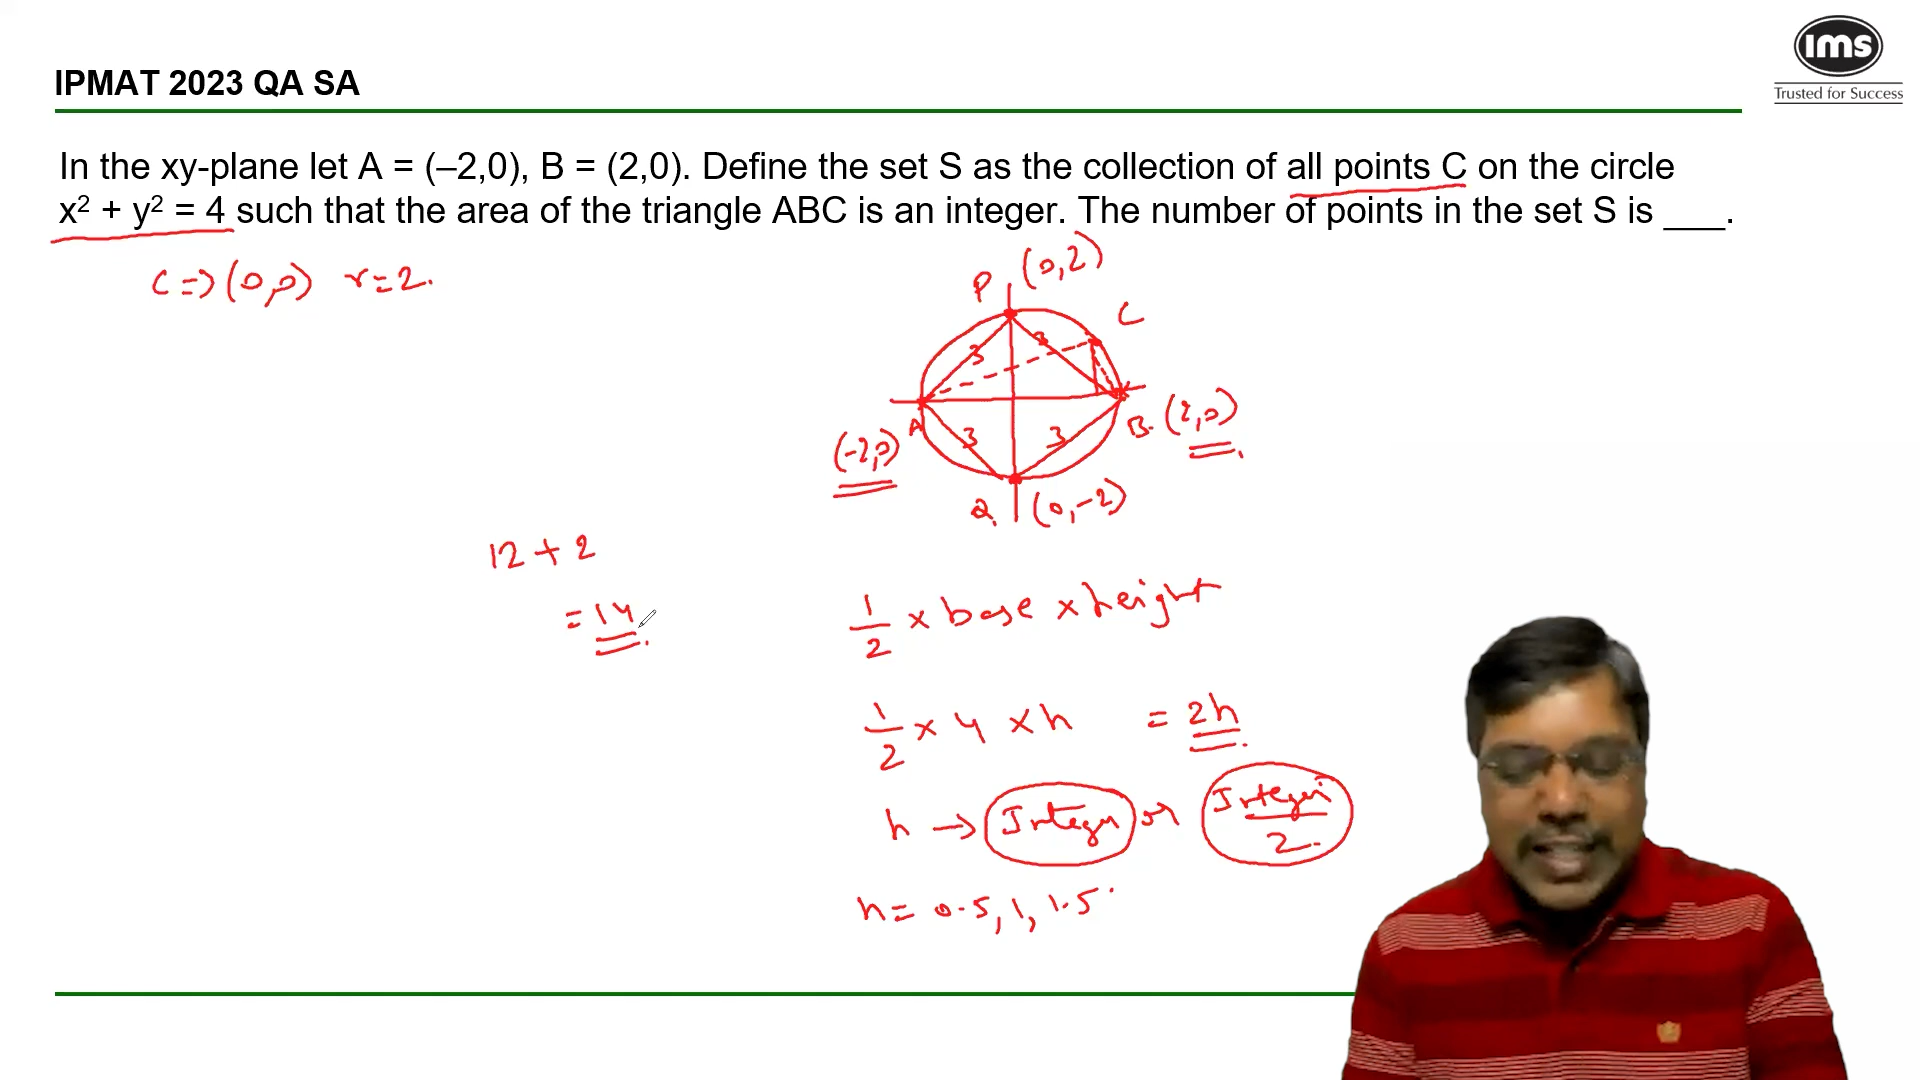 IPMAT 2023 QA SA
ims
Trusted for Success
In the xy-plane let A = (–2,0), B = (2,0). Define the set S as the collection of all points C on the circle
x² + y² = 4 such that the area of the triangle ABC is an integer. The number of points in the set S is ___.
C => (0,0) r = 2.
P (0,2)
C
3 3
A
(-2,0)
B. (2,0)
3 3
Q. (0,-2)
12 + 2
= 14.
1/2 × base × height
1/2 × 4 × h = 2h.
h → Integer or Integer/2.
h = 0.5, 1, 1.5